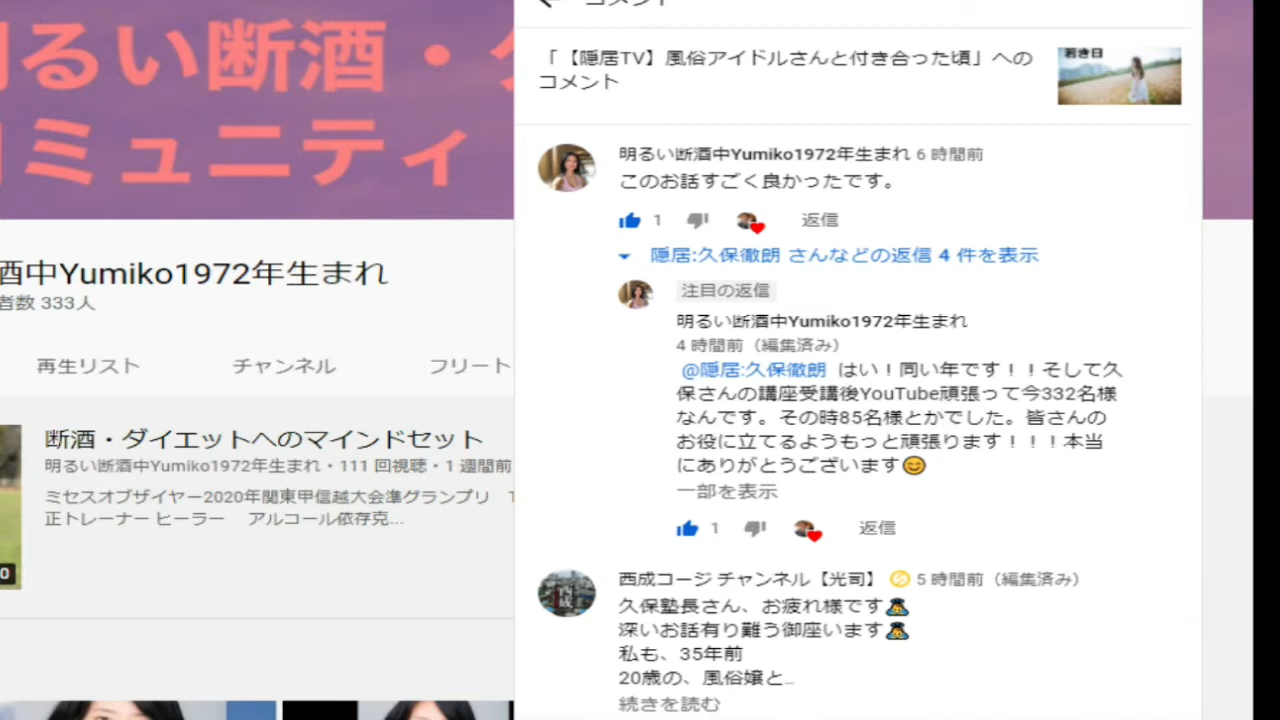 るい断酒・
ミュニティ
酒中Yumiko1972年生まれ
者数 333人
再生リスト
チャンネル
フリート
断酒・ダイエットへのマインドセット
明るい断酒中Yumiko1972年生まれ・111 回視聴・1 週間前
ミセスオブザイヤー2020年関東甲信越大会準グランプリ
正トレーナー ヒーラー アルコール依存克...
0
コメント
「【隠居TV】風俗アイドルさんと付き合った頃」への
コメント
若き日
明るい断酒中Yumiko1972年生まれ 6 時間前
このお話すごく良かったです。
1 返信
隠居:久保徹朗 さんなどの返信 4 件を表示
注目の返信
明るい断酒中Yumiko1972年生まれ
4 時間前（編集済み）
@隠居:久保徹朗 はい！同い年です！！そして久
保さんの講座受講後YouTube頑張って今332名様
なんです。その時85名様とかでした。皆さんの
お役に立てるようもっと頑張ります！！！本当
にありがとうございます😊
一部を表示
1 返信
西成コージ チャンネル【光司】 5 時間前（編集済み）
久保塾長さん、お疲れ様です🙇
深いお話有り難う御座います🙇
私も、35年前
20歳の、風俗嬢と…
続きを読む
西成